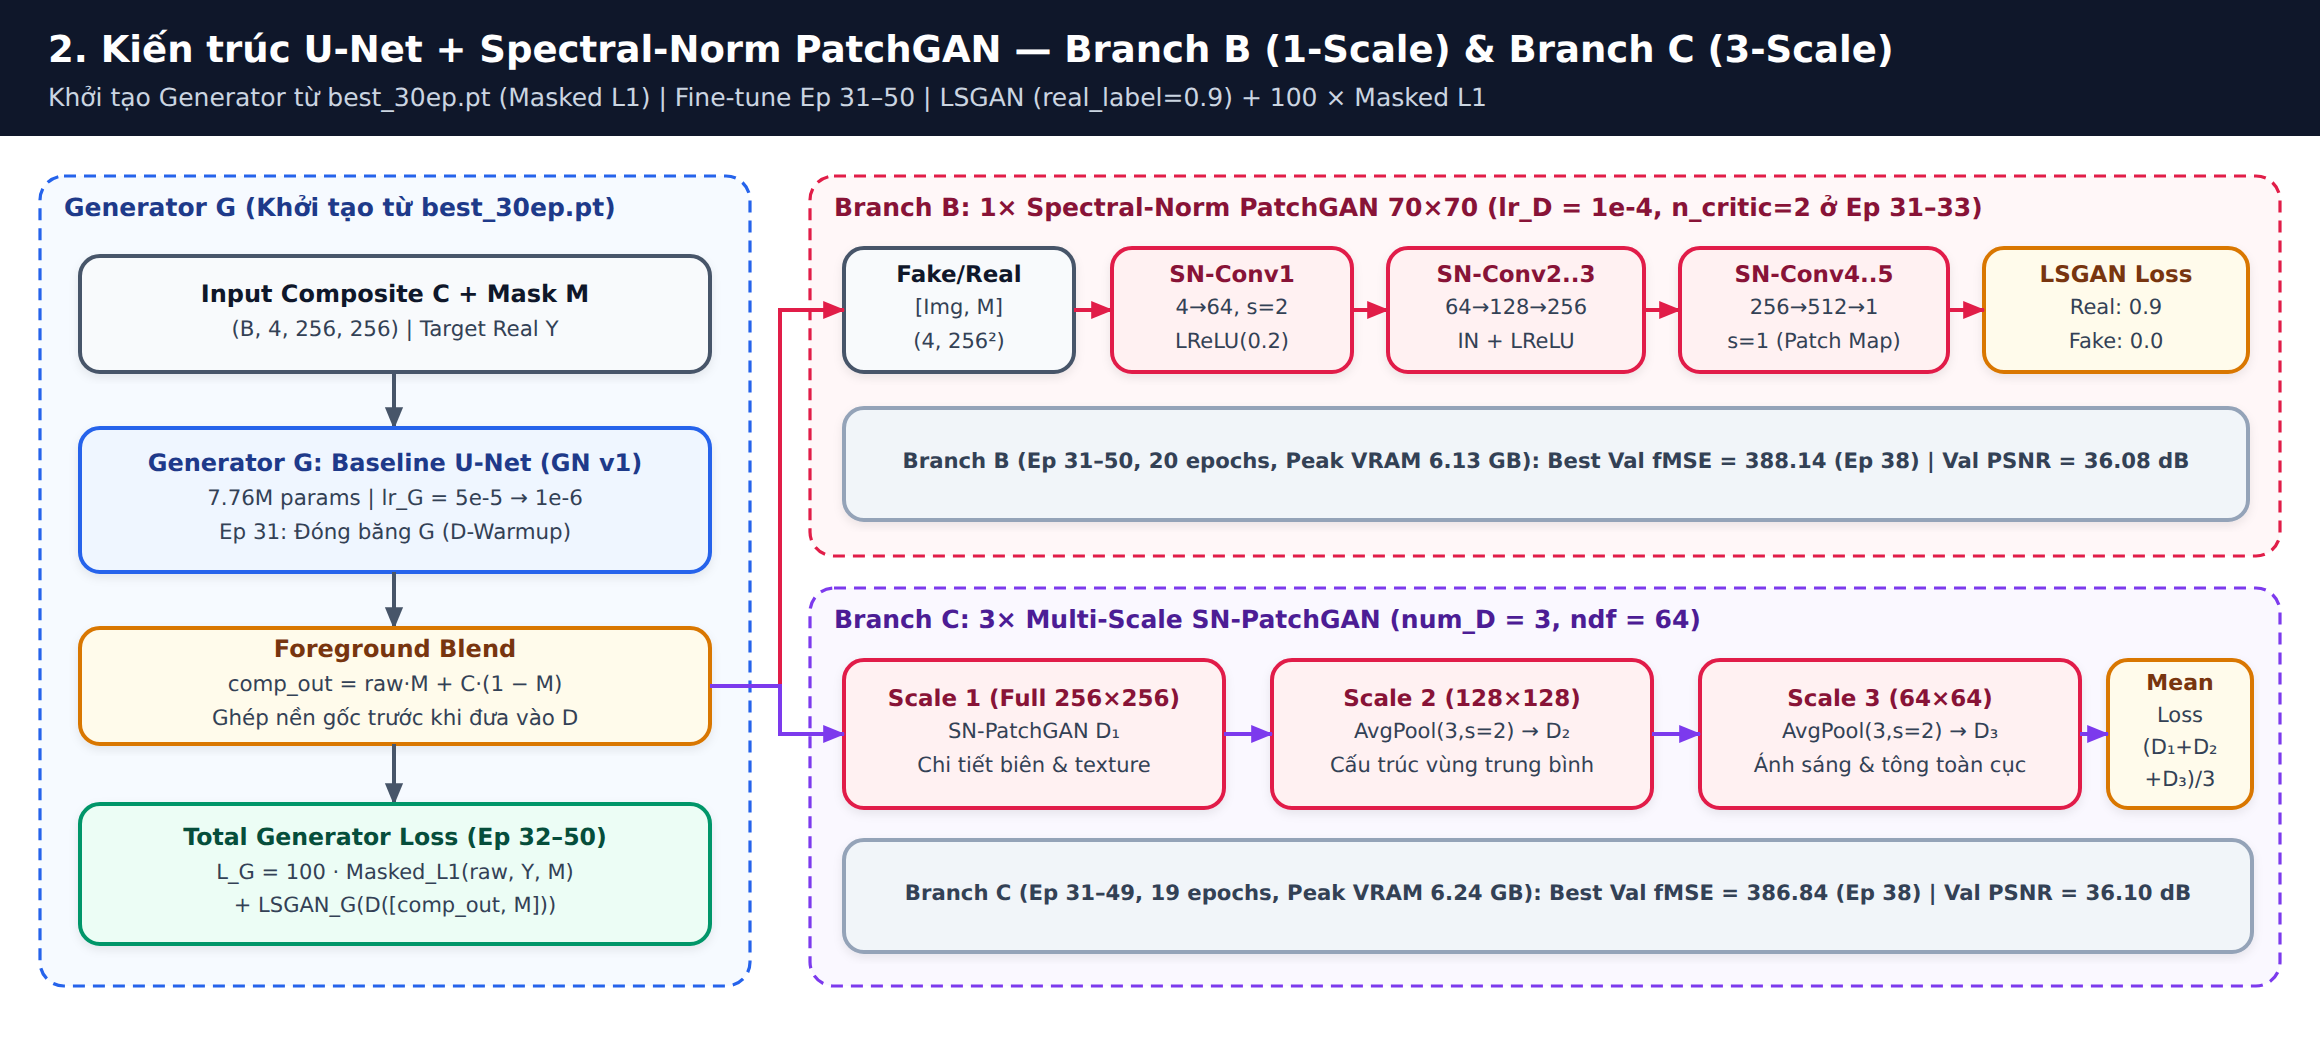 2. Kiến trúc U-Net + Spectral-Norm PatchGAN — Branch B (1-Scale) & Branch C (3-Scale)
Khởi tạo Generator từ best_30ep.pt (Masked L1) | Fine-tune Ep 31–50 | LSGAN (real_label=0.9) + 100 × Masked L1
Generator G (Khởi tạo từ best_30ep.pt)
Input Composite C + Mask M
(B, 4, 256, 256) | Target Real Y
Generator G: Baseline U-Net (GN v1)
7.76M params | lr_G = 5e-5 → 1e-6
Ep 31: Đóng băng G (D-Warmup)
Foreground Blend
comp_out = raw·M + C·(1 − M)
Ghép nền gốc trước khi đưa vào D
Total Generator Loss (Ep 32–50)
L_G = 100 · Masked_L1(raw, Y, M)
+ LSGAN_G(D([comp_out, M]))
Branch B: 1× Spectral-Norm PatchGAN 70×70 (lr_D = 1e-4, n_critic=2 ở Ep 31–33)
Fake/Real
[Img, M]
(4, 256²)
SN-Conv1
4→64, s=2
LReLU(0.2)
SN-Conv2..3
64→128→256
IN + LReLU
SN-Conv4..5
256→512→1
s=1 (Patch Map)
LSGAN Loss
Real: 0.9
Fake: 0.0
Branch B (Ep 31–50, 20 epochs, Peak VRAM 6.13 GB): Best Val fMSE = 388.14 (Ep 38) | Val PSNR = 36.08 dB
Branch C: 3× Multi-Scale SN-PatchGAN (num_D = 3, ndf = 64)
Scale 1 (Full 256×256)
SN-PatchGAN D₁
Chi tiết biên & texture
Scale 2 (128×128)
AvgPool(3,s=2) → D₂
Cấu trúc vùng trung bình
Scale 3 (64×64)
AvgPool(3,s=2) → D₃
Ánh sáng & tông toàn cục
Mean
Loss
(D₁+D₂
+D₃)/3
Branch C (Ep 31–49, 19 epochs, Peak VRAM 6.24 GB): Best Val fMSE = 386.84 (Ep 38) | Val PSNR = 36.10 dB